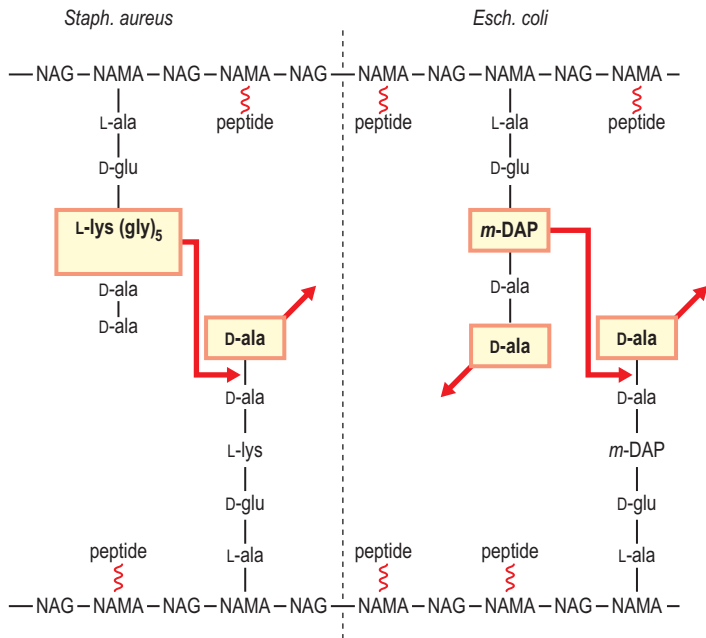 Staph. aureus
Esch. coli
— NAG — NAMA — NAG — NAMA — NAG — NAMA — NAG — NAMA — NAG — NAMA —
L-ala
peptide
peptide
L-ala
peptide
D-glu
D-glu
L-lys (gly)5
m-DAP
D-ala
D-ala
D-ala
D-ala
D-ala
D-ala
D-ala
D-ala
L-lys
m-DAP
D-glu
D-glu
peptide
L-ala
peptide
peptide
L-ala
— NAG — NAMA — NAG — NAMA — NAG — NAMA — NAG — NAMA — NAG — NAMA —